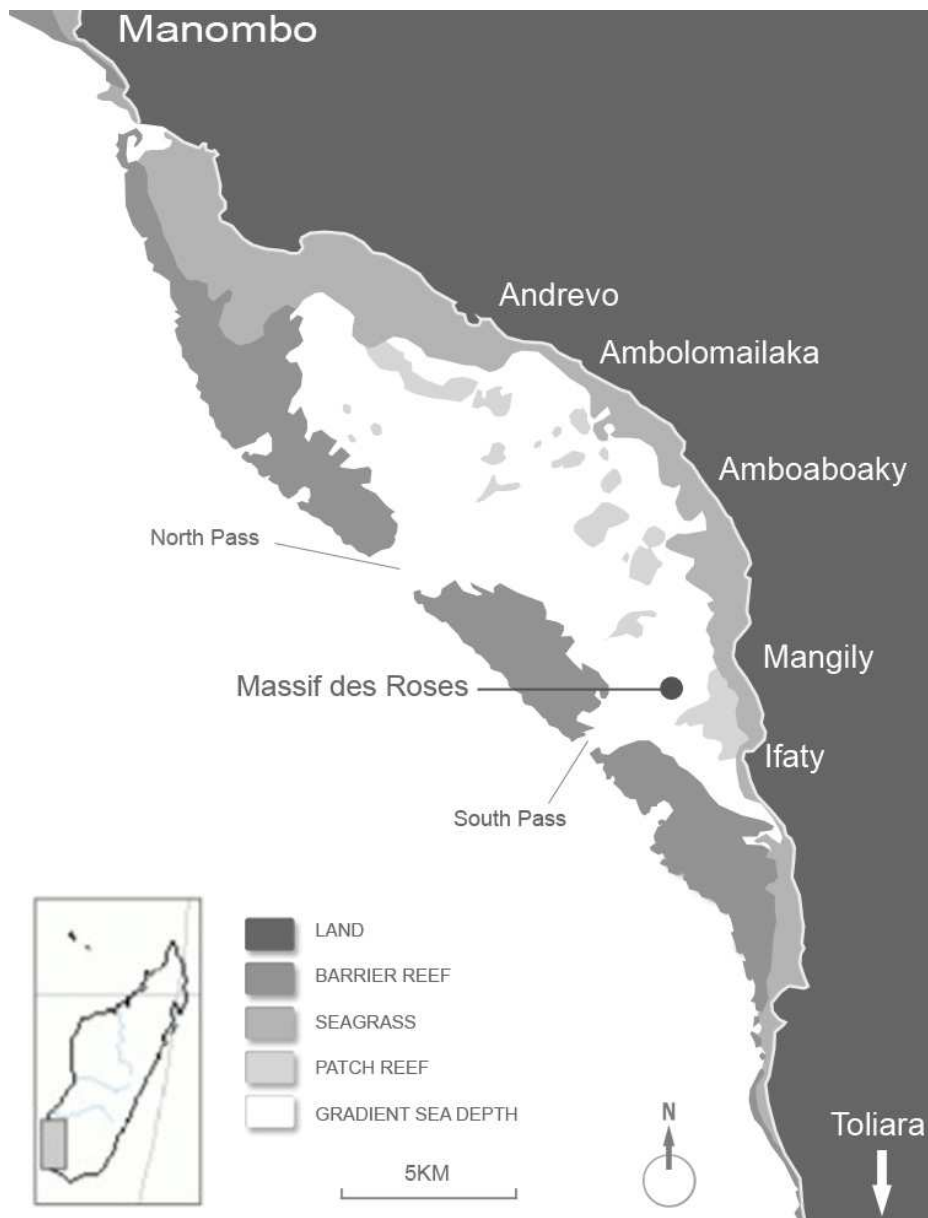 Manombo
Andrevo
Ambolomailaka
Amboaboaky
North Pass
Mangily
Massif des Roses
Ifaty
South Pass
LAND
BARRIER REEF
SEAGRASS
PATCH REEF
GRADIENT SEA DEPTH
5KM
N
Toliara